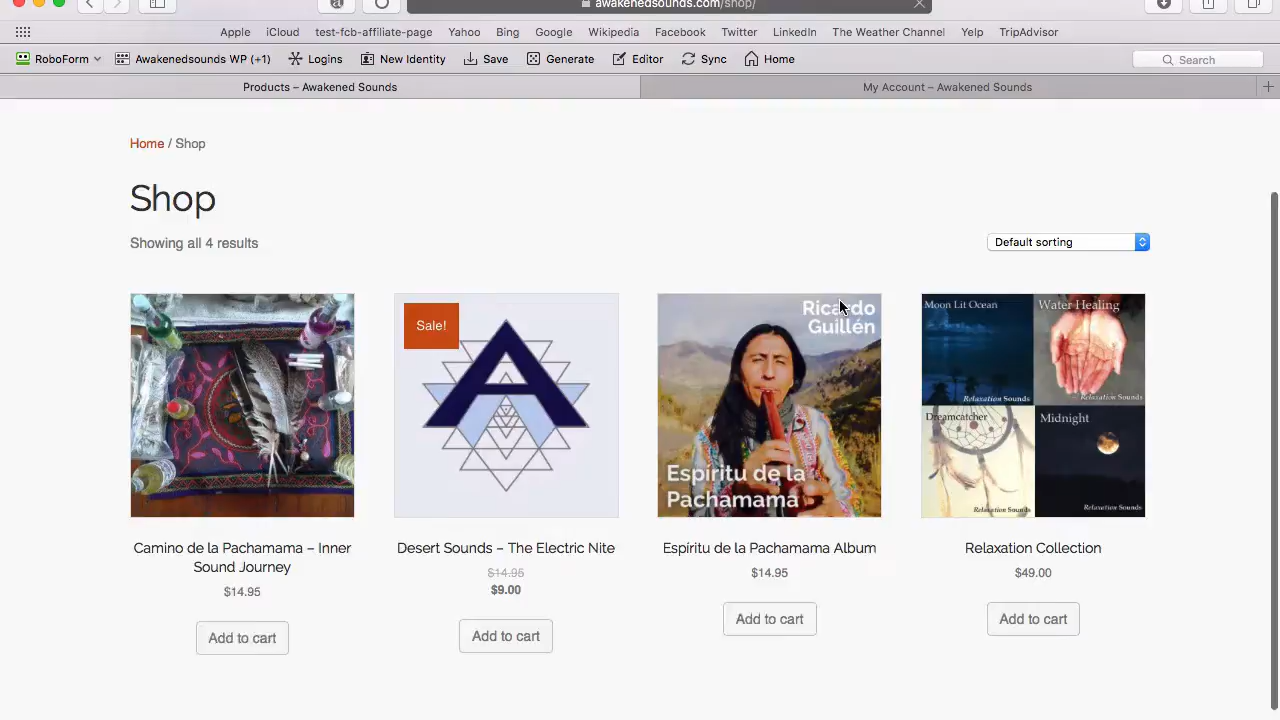 awakenedsounds.com/shop/
Apple iCloud test-fcb-affiliate-page Yahoo Bing Google Wikipedia Facebook Twitter LinkedIn The Weather Channel Yelp TripAdvisor
RoboForm Awakenedsounds WP (+1) Logins New Identity Save Generate Editor Sync Home Search
Products – Awakened Sounds My Account – Awakened Sounds
Home / Shop
Shop
Showing all 4 results
Default sorting
Sale!
A
Ricardo
Guillén
Espíritu de la
Pachamama
Moon Lit Ocean
Relaxation Sounds
Water Healing
Relaxation Sounds
Dreamcatcher
Relaxation Sounds
Midnight
Relaxation Sounds
Camino de la Pachamama – Inner
Sound Journey
$14.95
Add to cart
Desert Sounds – The Electric Nite
$14.95
$9.00
Add to cart
Espíritu de la Pachamama Album
$14.95
Add to cart
Relaxation Collection
$49.00
Add to cart